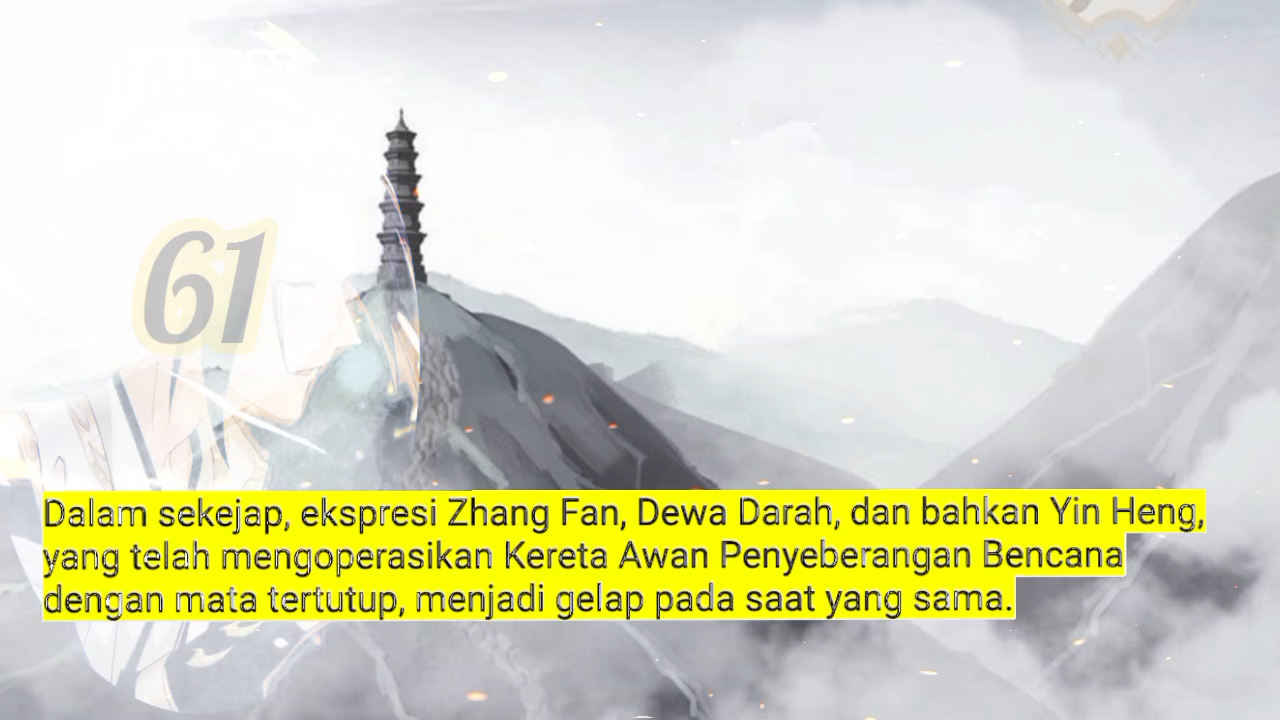 61
Dalam sekejap, ekspresi Zhang Fan, Dewa Darah, dan bahkan Yin Heng,
yang telah mengoperasikan Kereta Awan Penyeberangan Bencana
dengan mata tertutup, menjadi gelap pada saat yang sama.